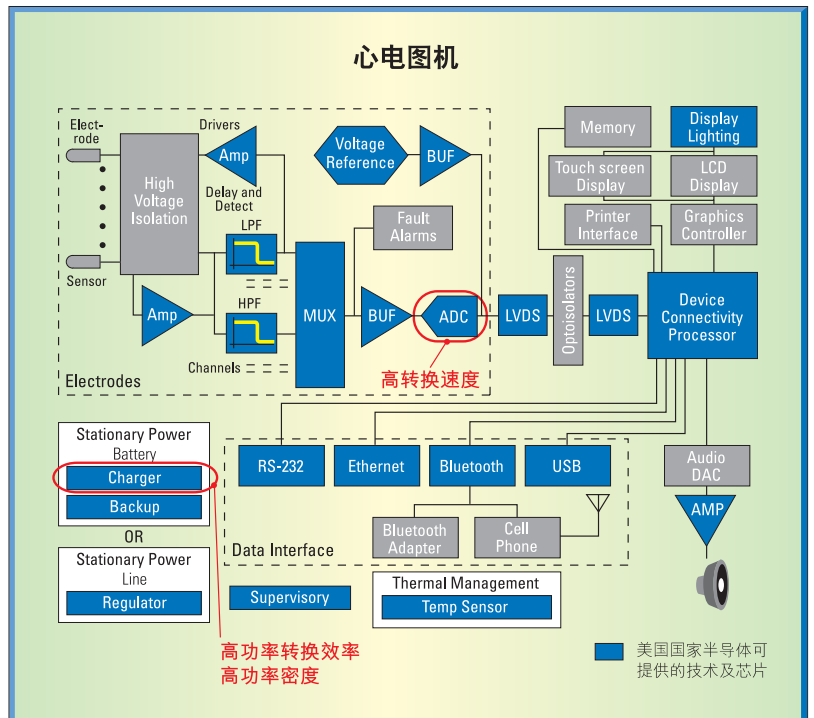 心电图机
Elect-
rode
Drivers
Amp
High
Voltage
Isolation
Delay and
Detect
LPF
Voltage
Reference
BUF
Fault
Alarms
Sensor
Amp
HPF
MUX
BUF
ADC
Channels
Electrodes
高转换速度
LVDS
Optoisolators
LVDS
Memory
Display
Lighting
Touch screen
Display
LCD
Display
Printer
Interface
Graphics
Controller
Device
Connectivity
Processor
Stationary Power
Battery
Charger
Backup
OR
Stationary Power
Line
Regulator
RS-232
Ethernet
Bluetooth
USB
Bluetooth
Adapter
Cell
Phone
Data Interface
Audio
DAC
AMP
Supervisory
Thermal Management
Temp Sensor
高功率转换效率
高功率密度
美国国家半导体可
提供的技术及芯片